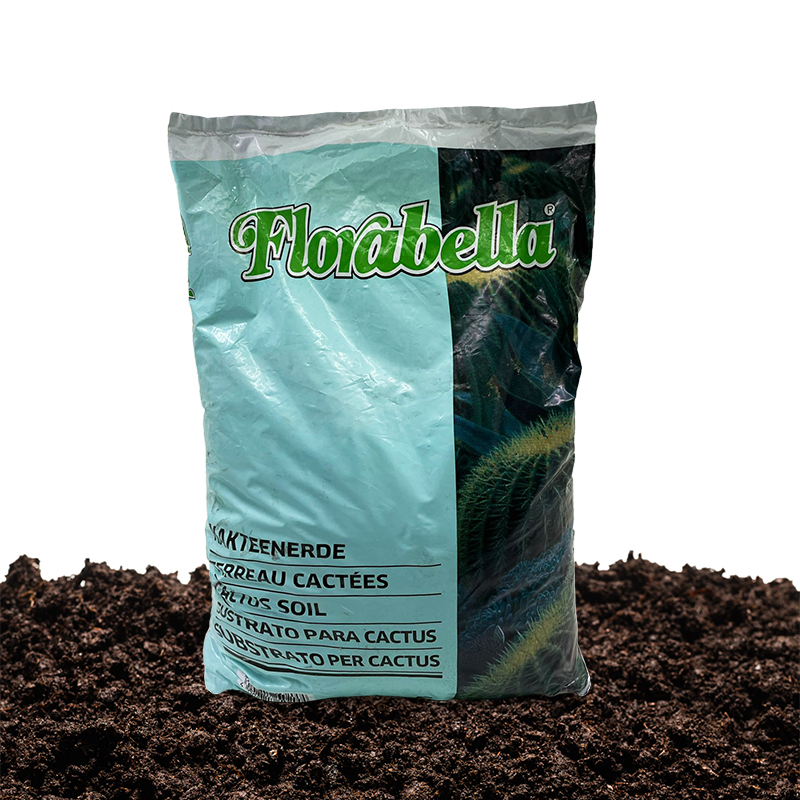 Florabella®
KAKTEENERDE
TERREAU CACTÉES
CACTUS SOIL
SUSTRATO PARA CACTUS
SUBSTRATO PER CACTUS